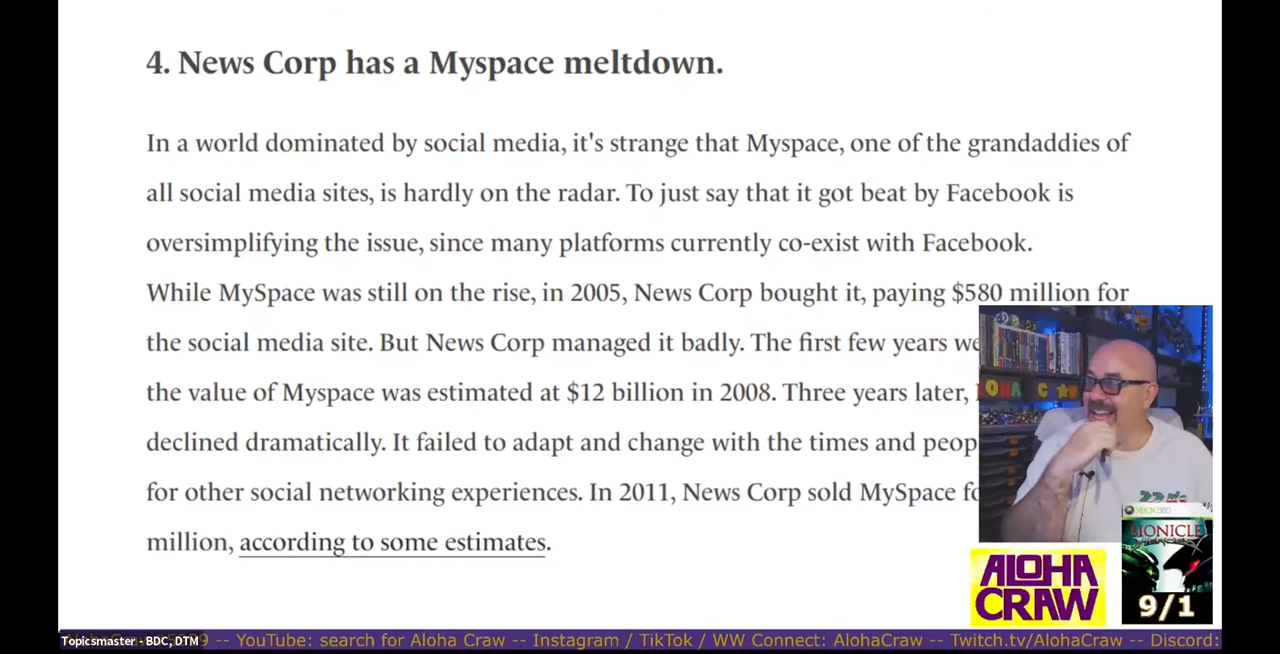 4. News Corp has a Myspace meltdown.
In a world dominated by social media, it's strange that Myspace, one of the grandaddies of
all social media sites, is hardly on the radar. To just say that it got beat by Facebook is
oversimplifying the issue, since many platforms currently co-exist with Facebook.
While MySpace was still on the rise, in 2005, News Corp bought it, paying $580 million for
the social media site. But News Corp managed it badly. The first few years
the value of Myspace was estimated at $12 billion in 2008. Three years later,
declined dramatically. It failed to adapt and change with the times and
for other social networking experiences. In 2011, News Corp sold MySpace
million, according to some estimates.
XBOX 360
BIONICLE
ALOHA
CRAW
9/1
Topicsmaster - BDC, DTM
-- YouTube: search for Aloha Craw -- Instagram / TikTok / WW Connect: AlohaCraw -- Twitch.tv/AlohaCraw -- Discord: